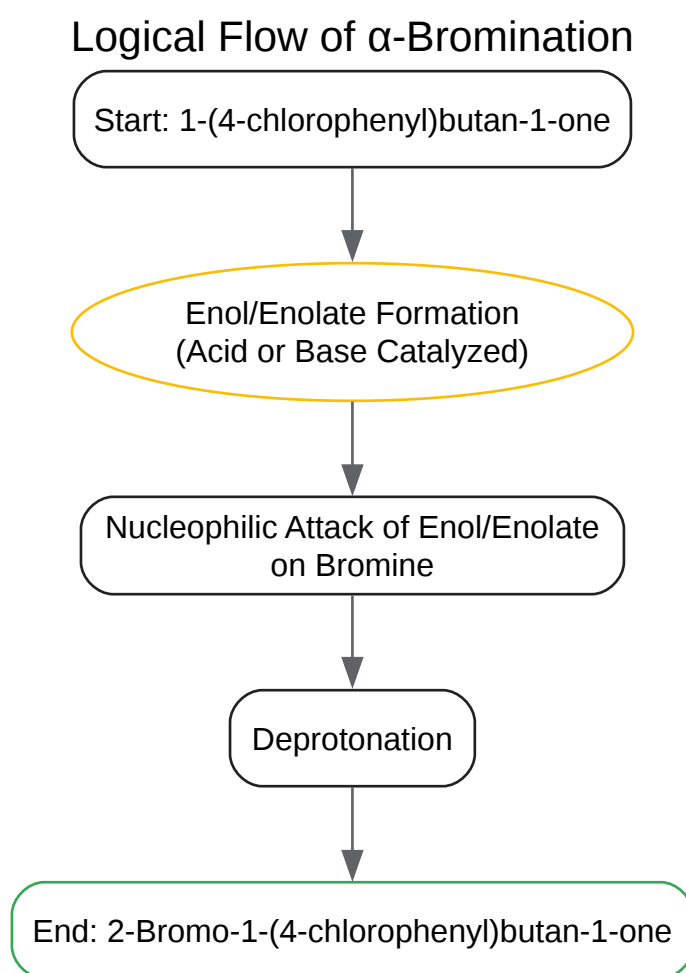 Logical Flow of α-Bromination
Start: 1-(4-chlorophenyl)butan-1-one
Enol/Enolate Formation
(Acid or Base Catalyzed)
Nucleophilic Attack of Enol/Enolate
on Bromine
Deprotonation
End: 2-Bromo-1-(4-chlorophenyl)butan-1-one